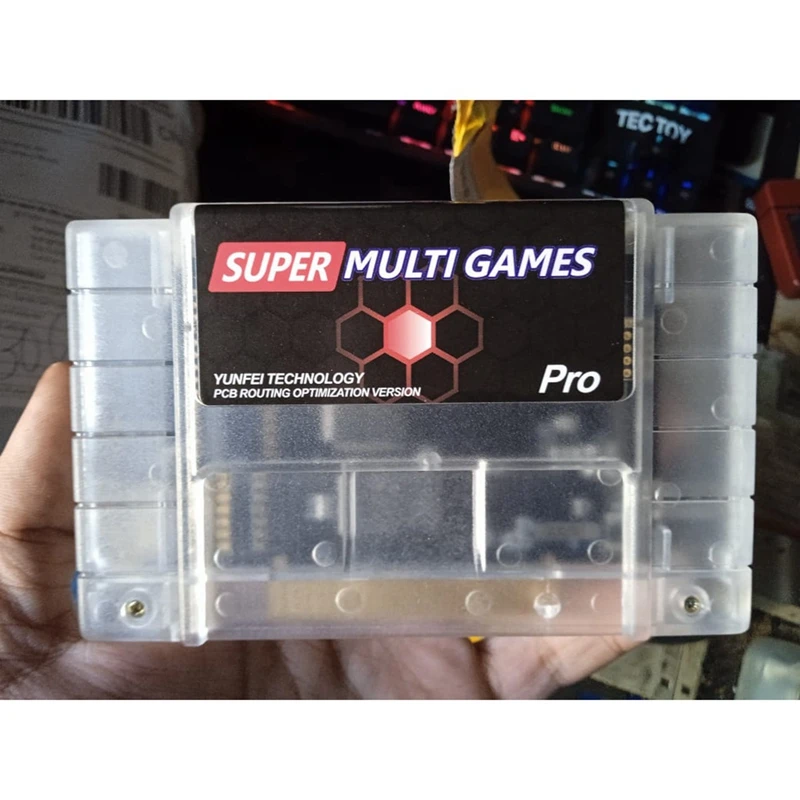 TEC TOY
SUPER MULTI GAMES
YUNFEI TECHNOLOGY
PCB ROUTING OPTIMIZATION VERSION
Pro